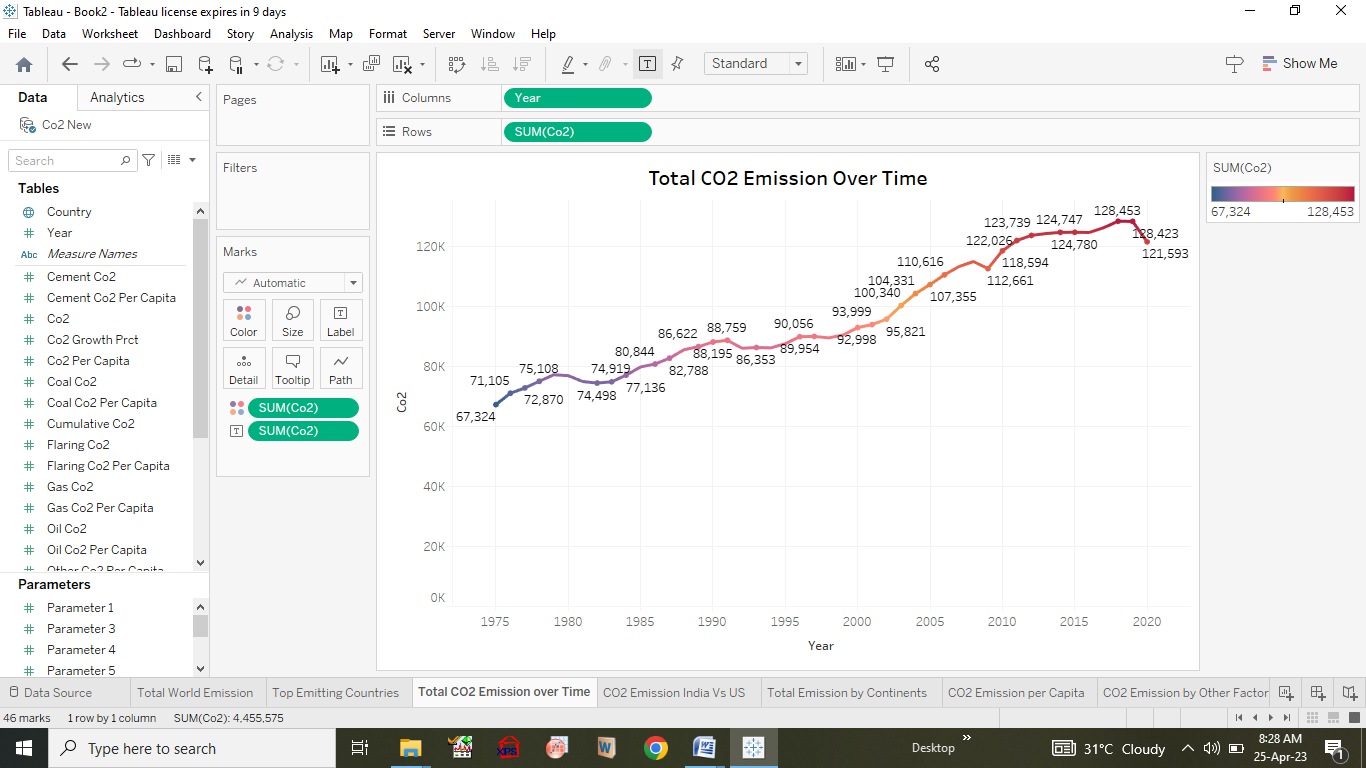 Tableau - Book2 - Tableau license expires in 9 days
File Data Worksheet Dashboard Story Analysis Map Format Server Window Help
Standard
Show Me
Data Analytics
Co2 New
Search
Tables
Country
Year
Abc Measure Names
Cement Co2
Cement Co2 Per Capita
Co2
Co2 Growth Prct
Co2 Per Capita
Coal Co2
Coal Co2 Per Capita
Cumulative Co2
Flaring Co2
Flaring Co2 Per Capita
Gas Co2
Gas Co2 Per Capita
Oil Co2
Oil Co2 Per Capita
Other Co2 Per Capita
Parameters
Parameter 1
Parameter 3
Parameter 4
Parameter 5
Pages
Filters
Marks
Automatic
Color Size Label
Detail Tooltip Path
SUM(Co2)
SUM(Co2)
Columns Year
Rows SUM(Co2)
Total CO2 Emission Over Time
Co2
120K
100K
80K
60K
40K
20K
0K
67,324
71,105
72,870
75,108
74,498
74,919
77,136
80,844
82,788
86,622
88,195
88,759
86,353
90,056
89,954
93,999
92,998
95,821
100,340
104,331
107,355
110,616
112,661
118,594
122,026
123,739
124,747
124,780
128,453
128,423
121,593
1975 1980 1985 1990 1995 2000 2005 2010 2015 2020
Year
SUM(Co2)
67,324 128,453
Data Source Total World Emission Top Emitting Countries Total CO2 Emission over Time CO2 Emission India Vs US Total Emission by Continents CO2 Emission per Capita CO2 Emission by Other Factor
46 marks 1 row by 1 column SUM(Co2): 4,455,575
Type here to search
XPS
W
W
Desktop
31°C Cloudy
8:28 AM
25-Apr-23
1